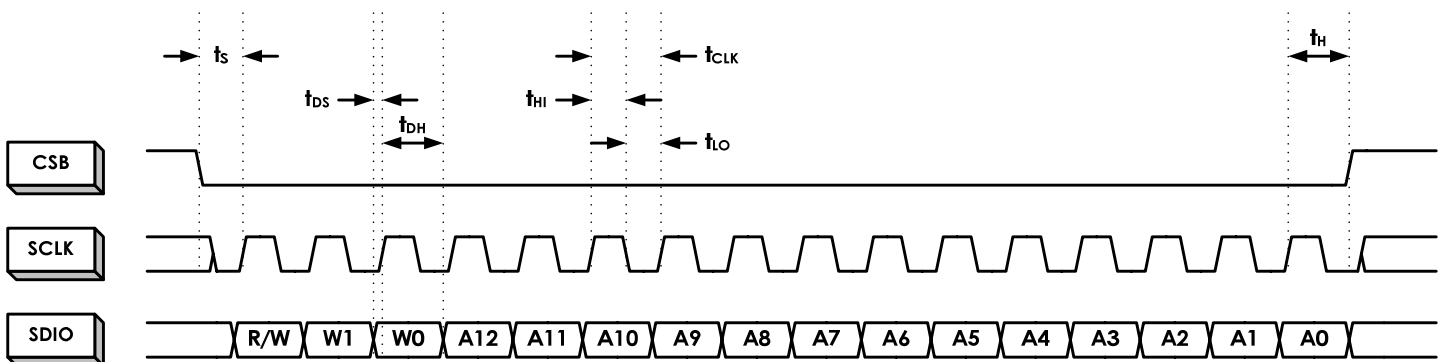 tS tCLK tH
tDS tHI
tDH tLO
CSB
SCLK
SDIO R/W W1 W0 A12 A11 A10 A9 A8 A7 A6 A5 A4 A3 A2 A1 A0